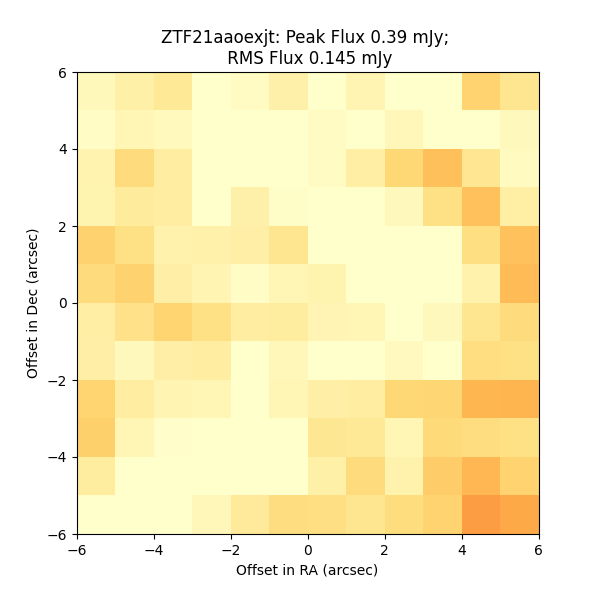 ZTF21aaoexjt: Peak Flux 0.39 mJy;
RMS Flux 0.145 mJy
6
4
2
0
−2
−4
−6
Offset in Dec (arcsec)
−6 −4 −2 0 2 4 6
Offset in RA (arcsec)